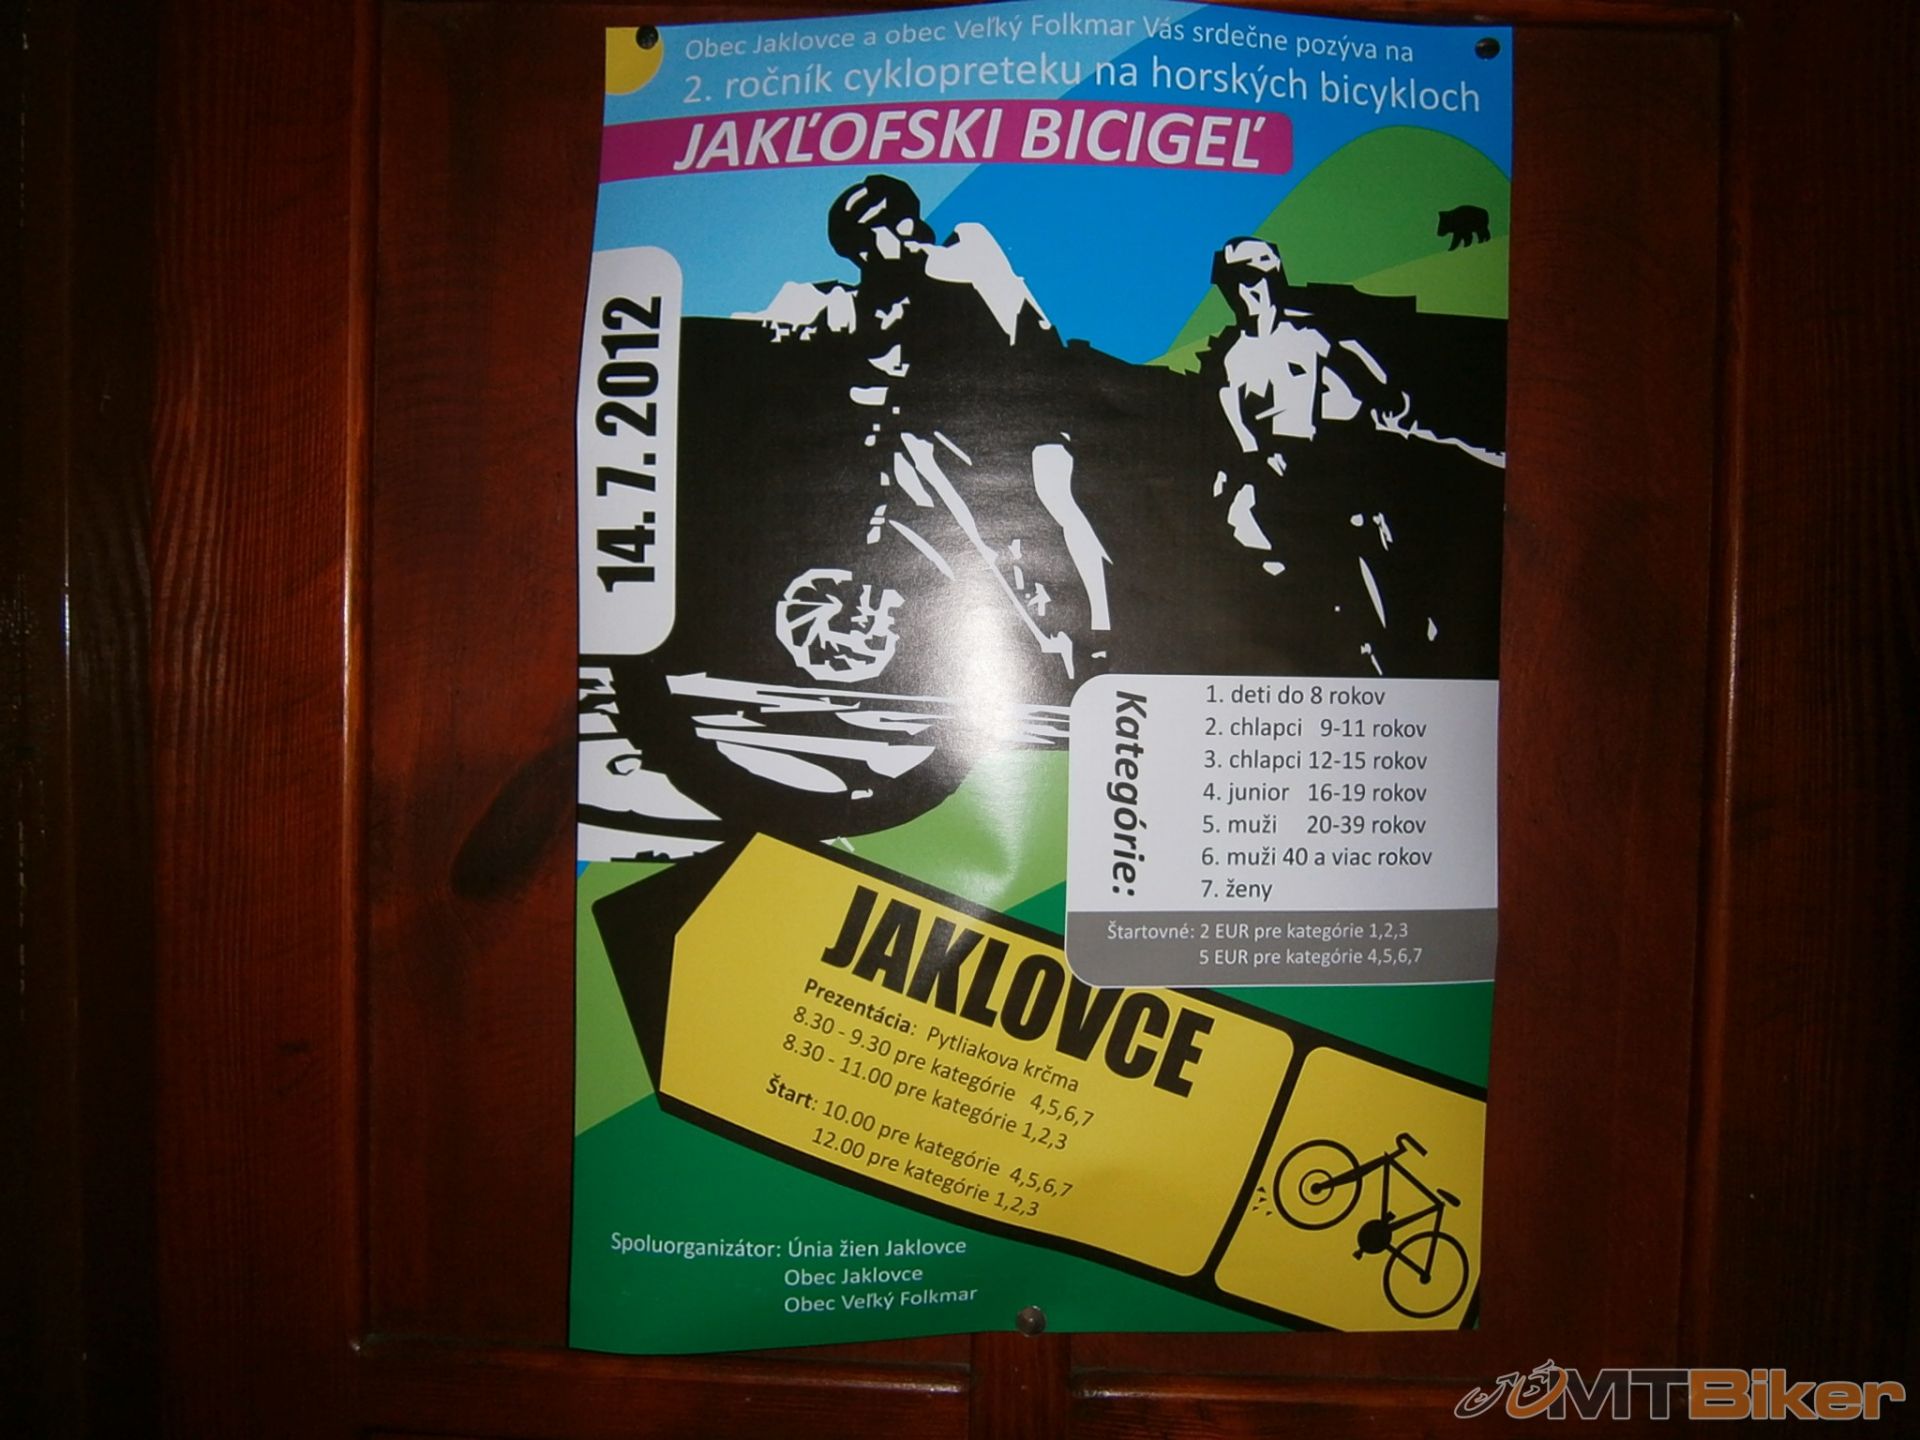 Obec Jaklovce a obec Veľký Folkmar Vás srdečne pozýva na
2. ročník cyklopreteku na horských bicykloch
JAKĽOFSKI BICIGEĽ
14. 7. 2012
Kategórie:
1. deti do 8 rokov
2. chlapci 9-11 rokov
3. chlapci 12-15 rokov
4. junior 16-19 rokov
5. muži 20-39 rokov
6. muži 40 a viac rokov
7. ženy
Štartovné: 2 EUR pre kategórie 1,2,3
5 EUR pre kategórie 4,5,6,7
JAKLOVCE
Prezentácia: Pytliakova krčma
8.30 - 9.30 pre kategórie 4,5,6,7
8.30 - 11.00 pre kategórie 1,2,3
Štart: 10.00 pre kategórie 4,5,6,7
12.00 pre kategórie 1,2,3
Spoluorganizátor: Únia žien Jaklovce
Obec Jaklovce
Obec Veľký Folkmar
MTBiker